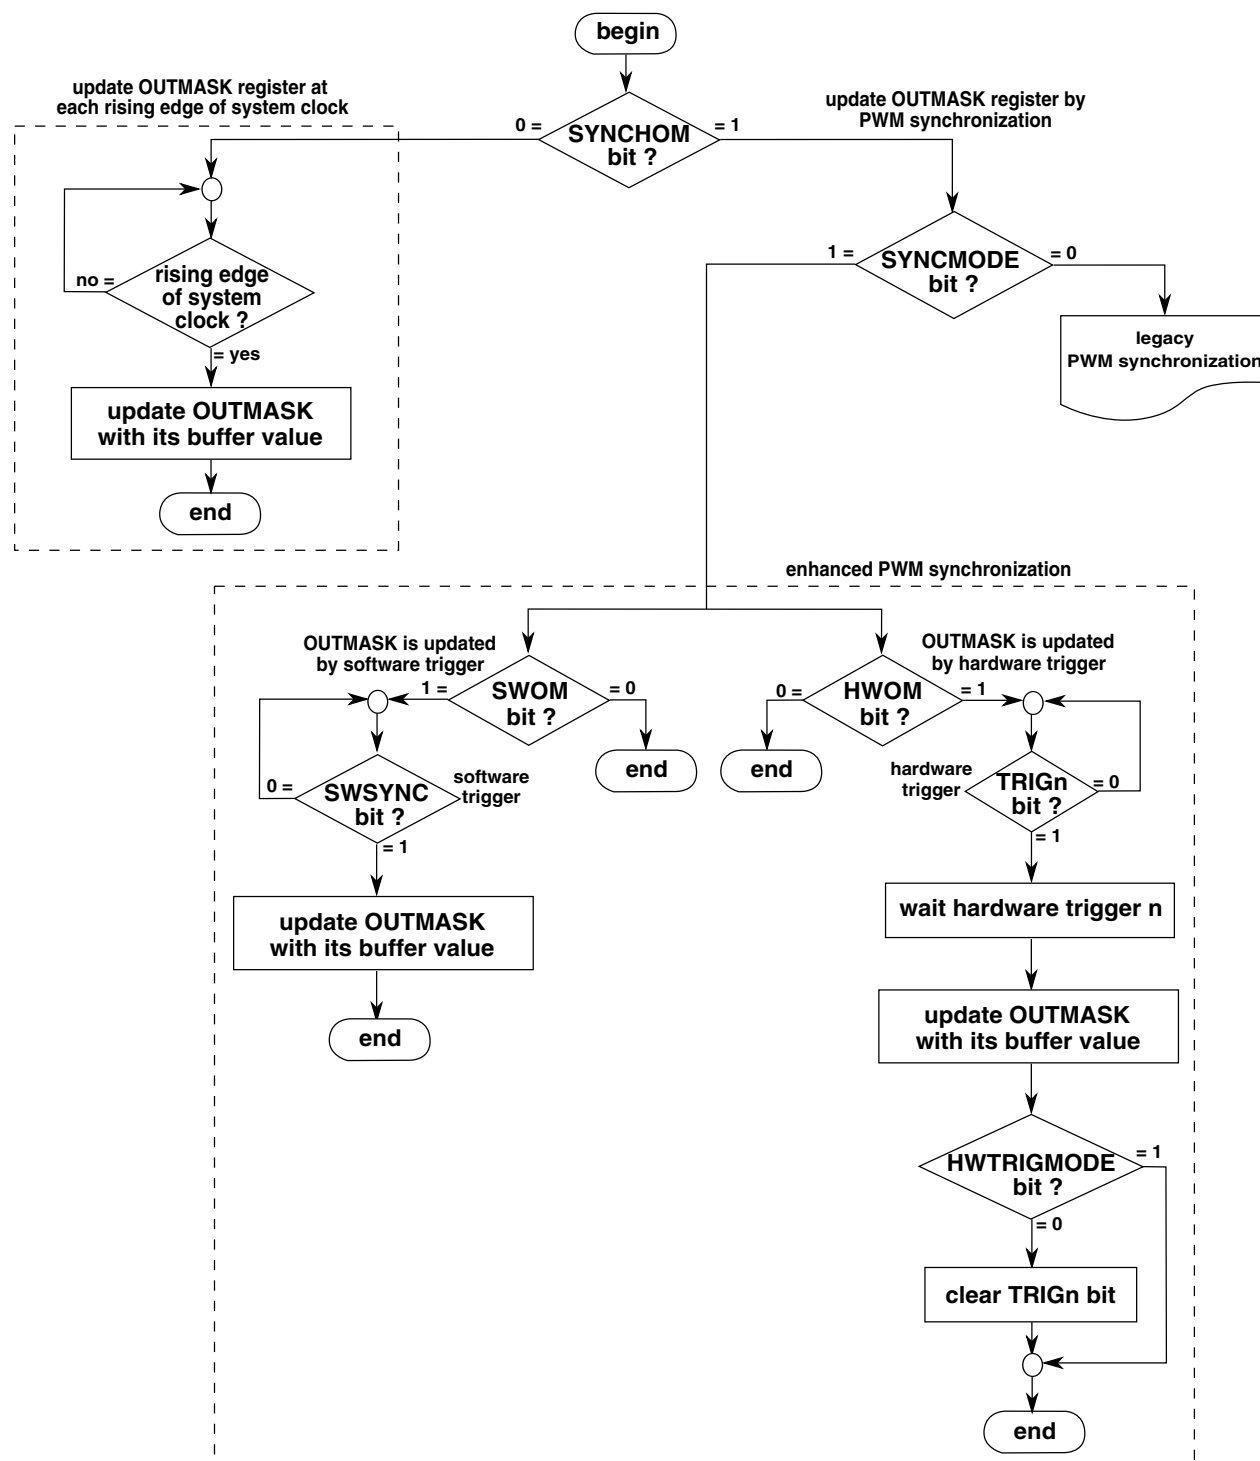 begin
update OUTMASK register at
each rising edge of system clock
update OUTMASK register by
PWM synchronization
0 =
SYNCHOM
bit ?
= 1
1 =
SYNCMODE
bit ?
= 0
no =
rising edge
of system
clock ?
= yes
legacy
PWM synchronization
update OUTMASK
with its buffer value
end
enhanced PWM synchronization
OUTMASK is updated
by software trigger
OUTMASK is updated
by hardware trigger
1 =
SWOM
bit ?
= 0
0 =
HWOM
bit ?
= 1
end
end
0 =
SWSYNC
bit ?
software
trigger
= 1
hardware
trigger
TRIGn
bit ?
= 0
= 1
update OUTMASK
with its buffer value
end
wait hardware trigger n
update OUTMASK
with its buffer value
HWTRIGMODE
bit ?
= 1
= 0
clear TRIGn bit
end